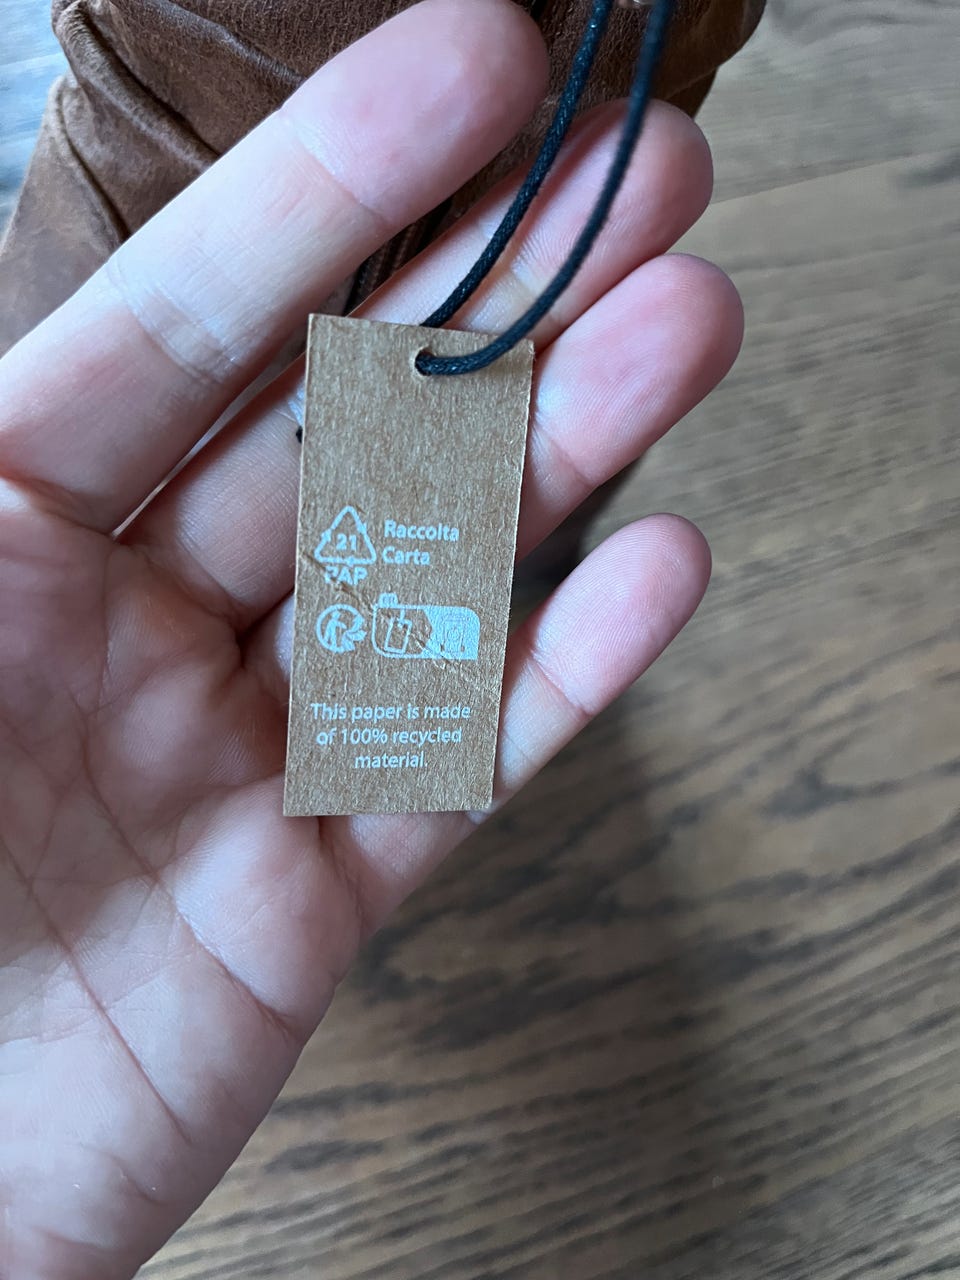 21
PAP
Raccolta
Carta
This paper is made
of 100% recycled
material.